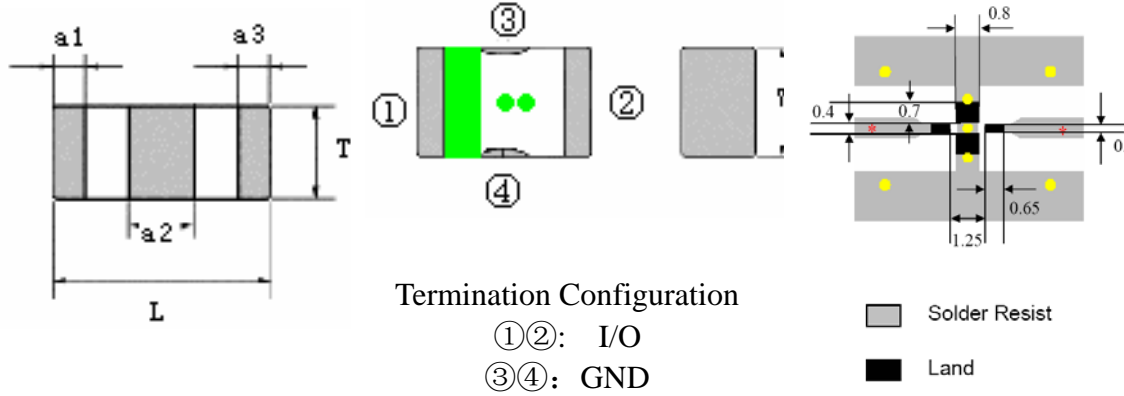 a1
a3
T
a2
L
③
①
②
④
Termination Configuration
①②: I/O
③④: GND
0.8
0.4
0.7
0.65
1.25
Solder Resist
Land